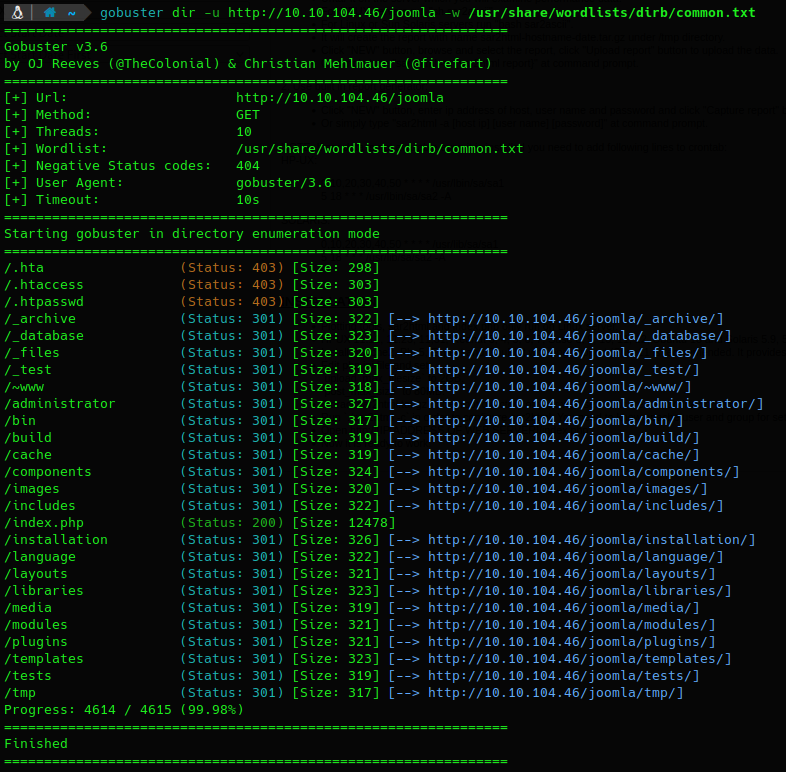 ~ gobuster dir -u http://10.10.104.46/joomla -w /usr/share/wordlists/dirb/common.txt
===============================================================
Gobuster v3.6
by OJ Reeves (@TheColonial) & Christian Mehlmauer (@firefart)
===============================================================
[+] Url:                     http://10.10.104.46/joomla
[+] Method:                  GET
[+] Threads:                 10
[+] Wordlist:                /usr/share/wordlists/dirb/common.txt
[+] Negative Status codes:   404
[+] User Agent:              gobuster/3.6
[+] Timeout:                 10s
===============================================================
Starting gobuster in directory enumeration mode
===============================================================
/.hta                 (Status: 403) [Size: 298]
/.htaccess            (Status: 403) [Size: 303]
/.htpasswd            (Status: 403) [Size: 303]
/_archive             (Status: 301) [Size: 322] [--> http://10.10.104.46/joomla/_archive/]
/_database            (Status: 301) [Size: 323] [--> http://10.10.104.46/joomla/_database/]
/_files               (Status: 301) [Size: 320] [--> http://10.10.104.46/joomla/_files/]
/_test                (Status: 301) [Size: 319] [--> http://10.10.104.46/joomla/_test/]
/~www                 (Status: 301) [Size: 318] [--> http://10.10.104.46/joomla/~www/]
/administrator        (Status: 301) [Size: 327] [--> http://10.10.104.46/joomla/administrator/]
/bin                  (Status: 301) [Size: 317] [--> http://10.10.104.46/joomla/bin/]
/build                (Status: 301) [Size: 319] [--> http://10.10.104.46/joomla/build/]
/cache                (Status: 301) [Size: 319] [--> http://10.10.104.46/joomla/cache/]
/components           (Status: 301) [Size: 324] [--> http://10.10.104.46/joomla/components/]
/images               (Status: 301) [Size: 320] [--> http://10.10.104.46/joomla/images/]
/includes             (Status: 301) [Size: 322] [--> http://10.10.104.46/joomla/includes/]
/index.php            (Status: 200) [Size: 12478]
/installation         (Status: 301) [Size: 326] [--> http://10.10.104.46/joomla/installation/]
/language             (Status: 301) [Size: 322] [--> http://10.10.104.46/joomla/language/]
/layouts              (Status: 301) [Size: 321] [--> http://10.10.104.46/joomla/layouts/]
/libraries            (Status: 301) [Size: 323] [--> http://10.10.104.46/joomla/libraries/]
/media                (Status: 301) [Size: 319] [--> http://10.10.104.46/joomla/media/]
/modules              (Status: 301) [Size: 321] [--> http://10.10.104.46/joomla/modules/]
/plugins              (Status: 301) [Size: 321] [--> http://10.10.104.46/joomla/plugins/]
/templates            (Status: 301) [Size: 323] [--> http://10.10.104.46/joomla/templates/]
/tests                (Status: 301) [Size: 319] [--> http://10.10.104.46/joomla/tests/]
/tmp                  (Status: 301) [Size: 317] [--> http://10.10.104.46/joomla/tmp/]
Progress: 4614 / 4615 (99.98%)
===============================================================
Finished
===============================================================